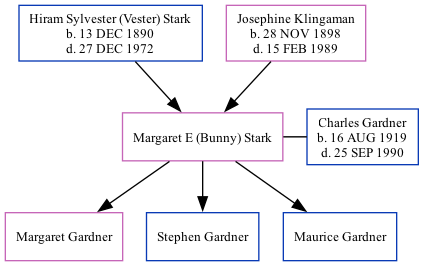 Hiram Sylvester (Vester) Stark
b. 13 DEC 1890
d. 27 DEC 1972
Josephine Klingaman
b. 28 NOV 1898
d. 15 FEB 1989
Margaret E (Bunny) Stark
Charles Gardner
b. 16 AUG 1919
d. 25 SEP 1990
Margaret Gardner
Stephen Gardner
Maurice Gardner